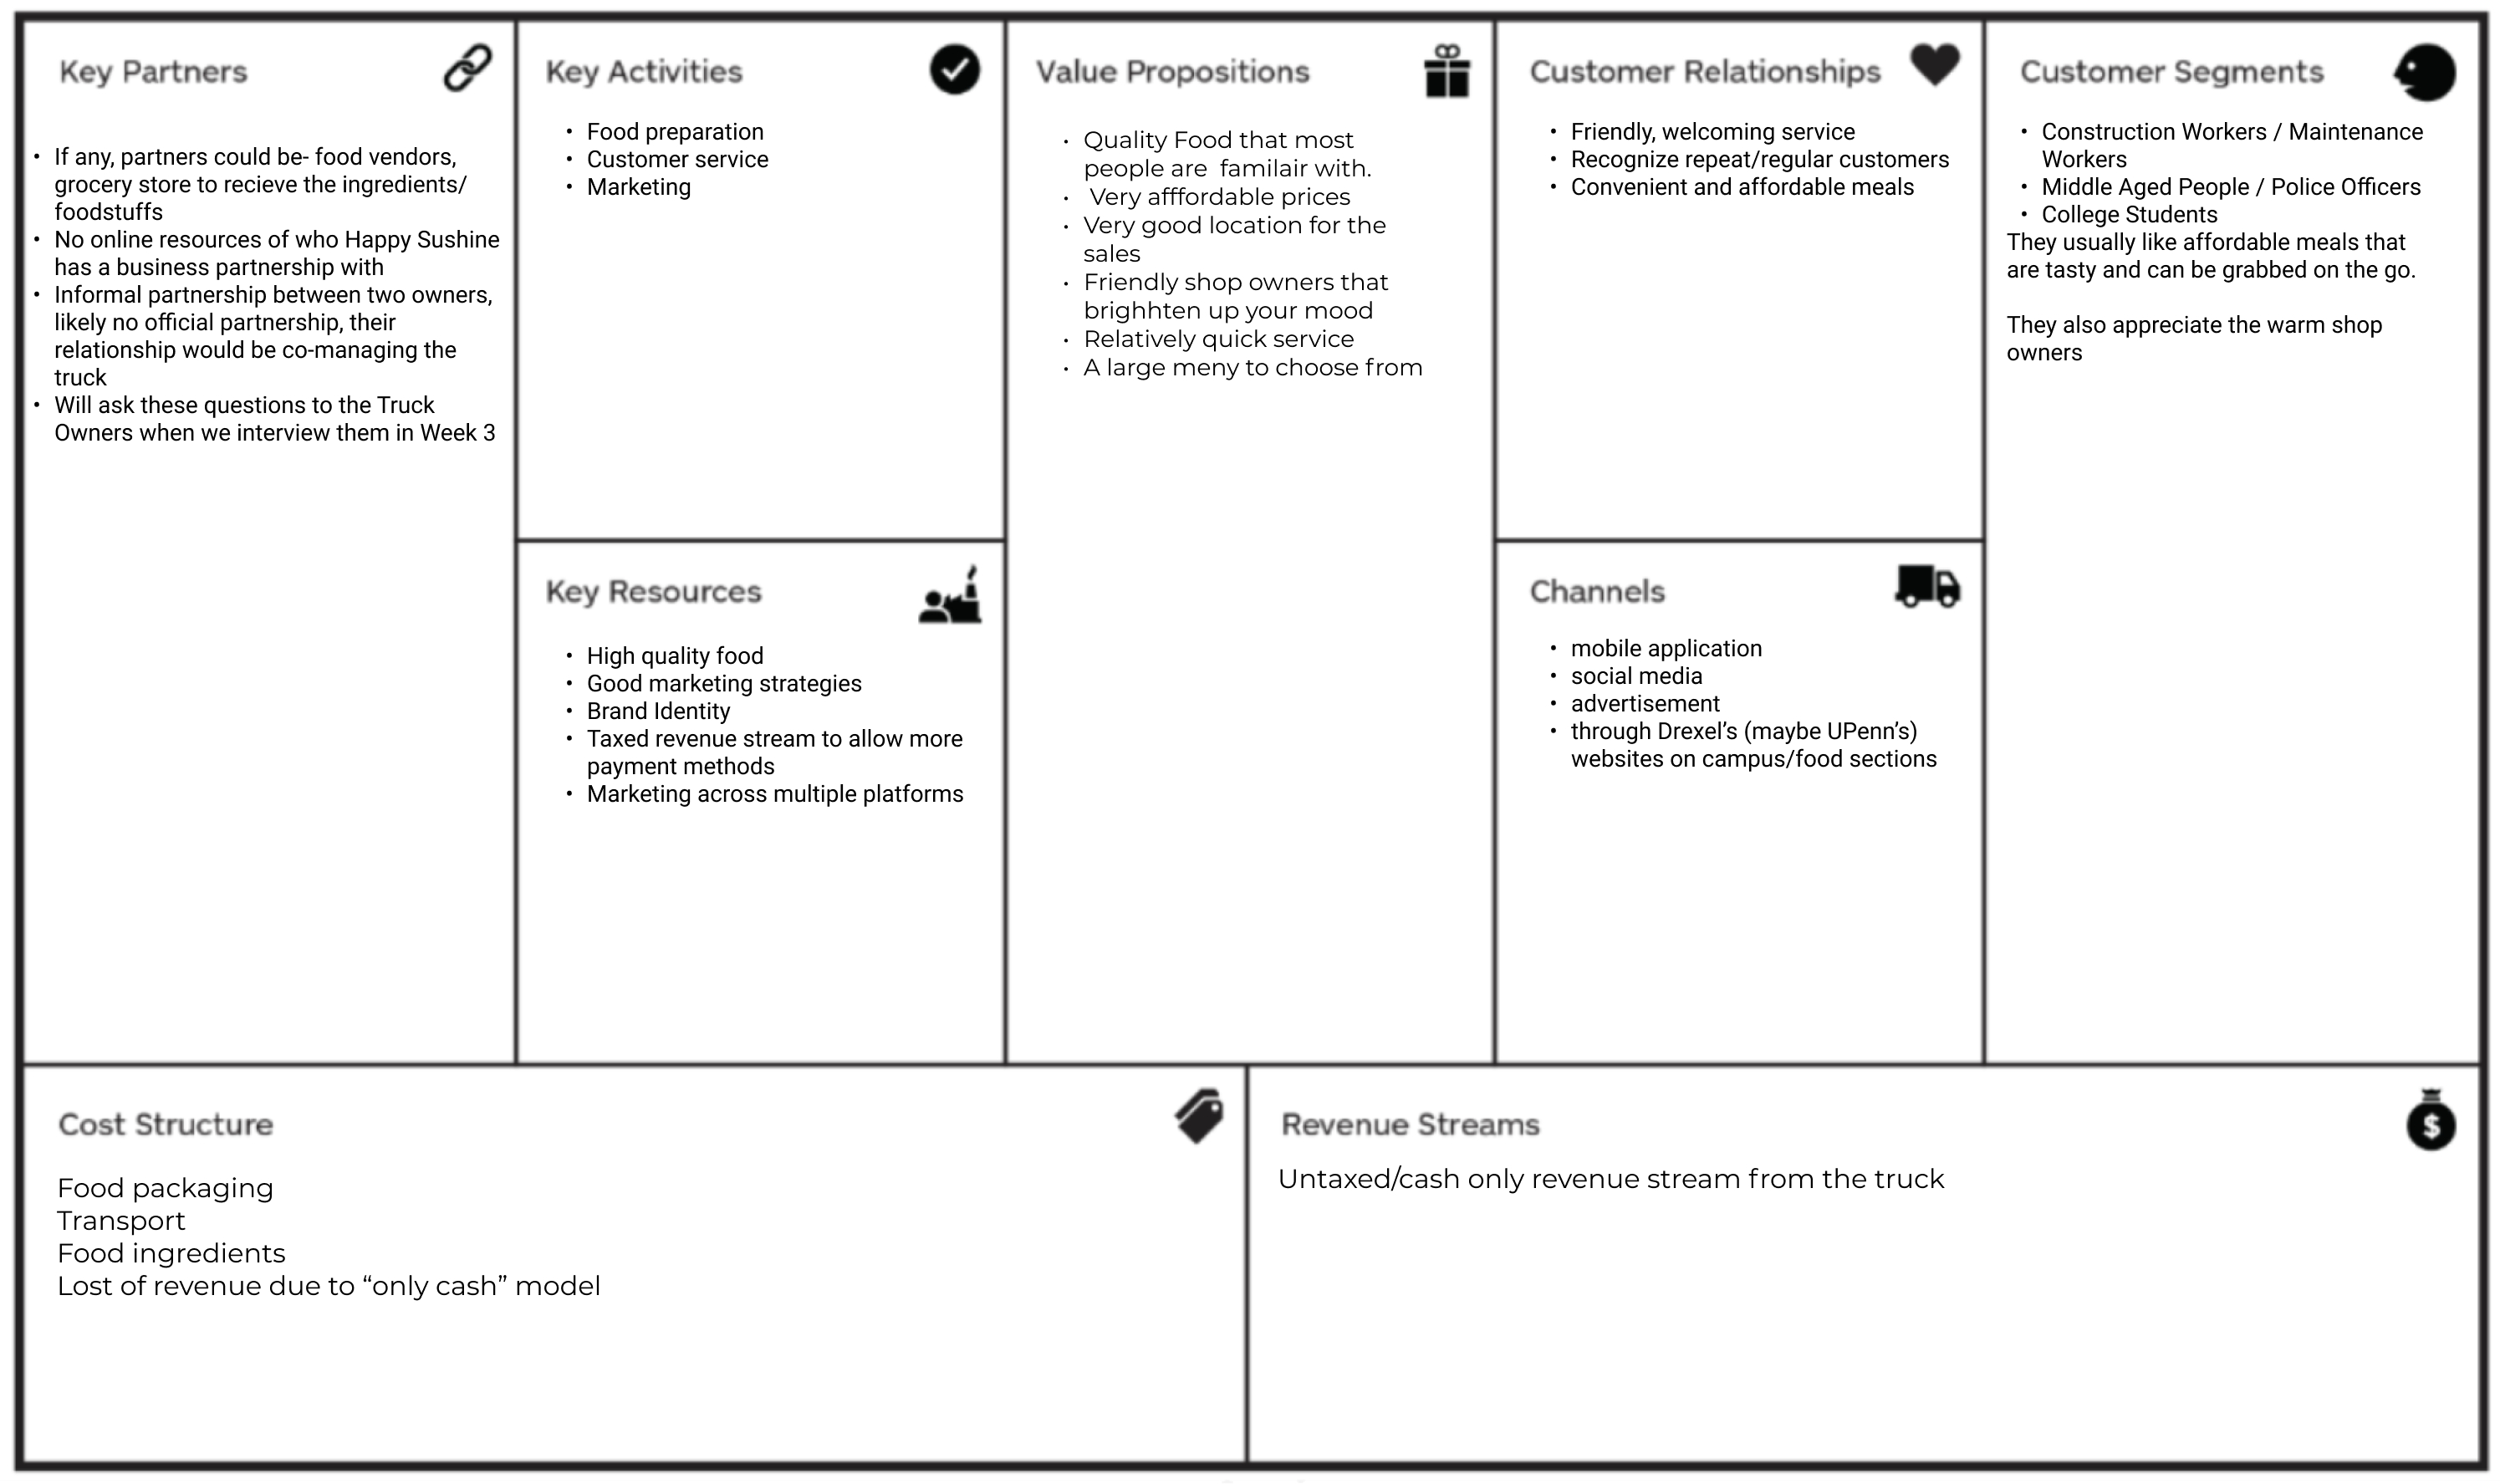 Key Partners
• If any, partners could be- food vendors,
grocery store to recieve the ingredients/
foodstuffs
• No online resources of who Happy Sushine
has a business partnership with
• Informal partnership between two owners,
likely no official partnership, their
relationship would be co-managing the
truck
• Will ask these questions to the Truck
Owners when we interview them in Week 3
Key Activities
• Food preparation
• Customer service
• Marketing
Key Resources
• High quality food
• Good marketing strategies
• Brand Identity
• Taxed revenue stream to allow more
payment methods
• Marketing across multiple platforms
Value Propositions
• Quality Food that most
people are  familair with.
•  Very afffordable prices
• Very good location for the
sales
• Friendly shop owners that
brighhten up your mood
• Relatively quick service
• A large meny to choose from
Customer Relationships
• Friendly, welcoming service
• Recognize repeat/regular customers
• Convenient and affordable meals
Channels
• mobile application
• social media
• advertisement
• through Drexel’s (maybe UPenn’s)
websites on campus/food sections
Customer Segments
• Construction Workers / Maintenance
Workers
• Middle Aged People / Police Officers
• College Students
They usually like affordable meals that
are tasty and can be grabbed on the go.
They also appreciate the warm shop
owners
Cost Structure
Food packaging
Transport
Food ingredients
Lost of revenue due to “only cash” model
Revenue Streams
$
Untaxed/cash only revenue stream from the truck